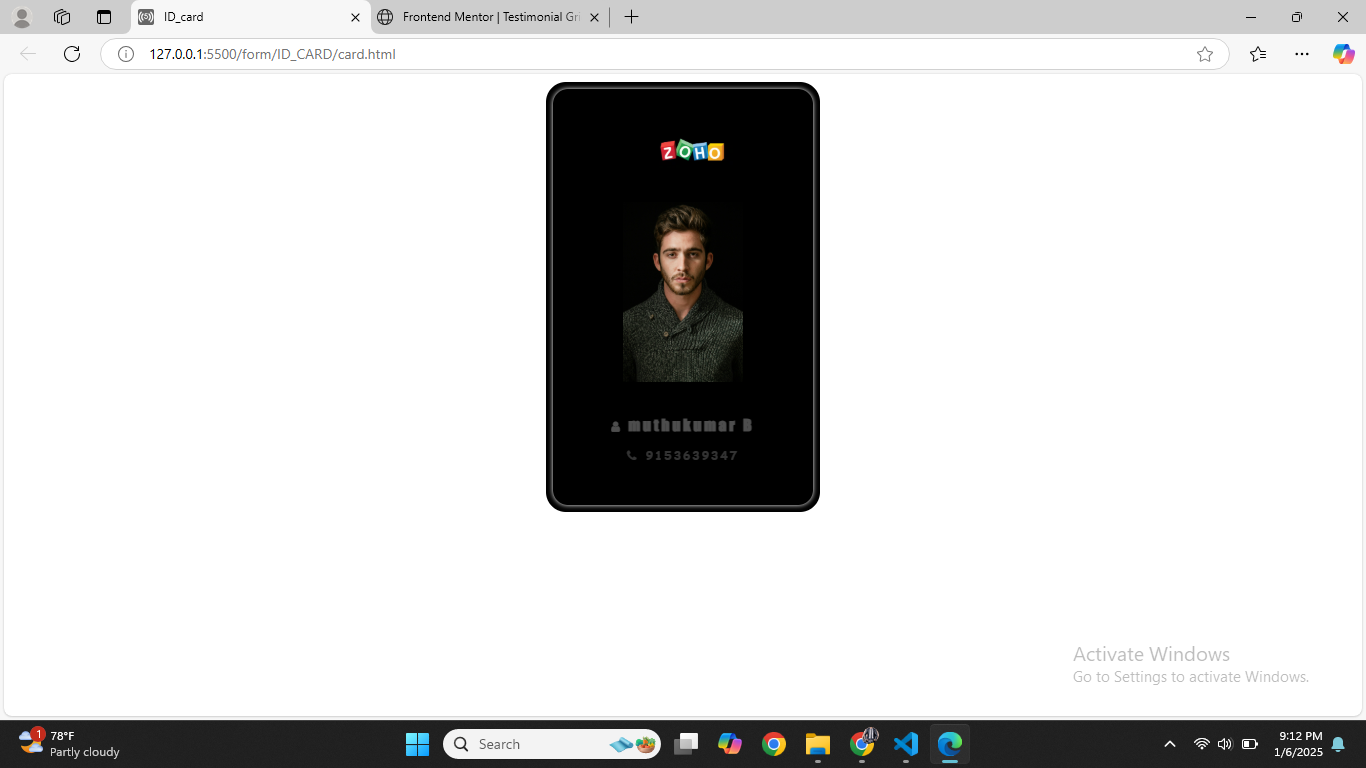 ID_card
Frontend Mentor | Testimonial Gri
127.0.0.1:5500/form/ID_CARD/card.html
ZOHO
muthukumar B
9153639347
Activate Windows
Go to Settings to activate Windows.
1
78°F
Partly cloudy
Search
9:12 PM
1/6/2025